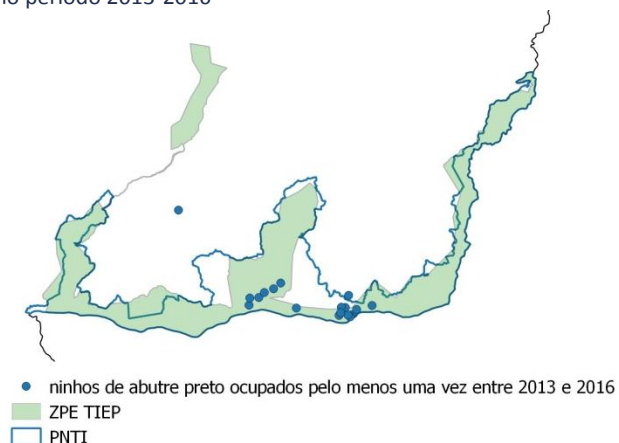 no período 2013-2016
ninhos de abutre preto ocupados pelo menos uma vez entre 2013 e 2016
ZPE TIEP
PNTI